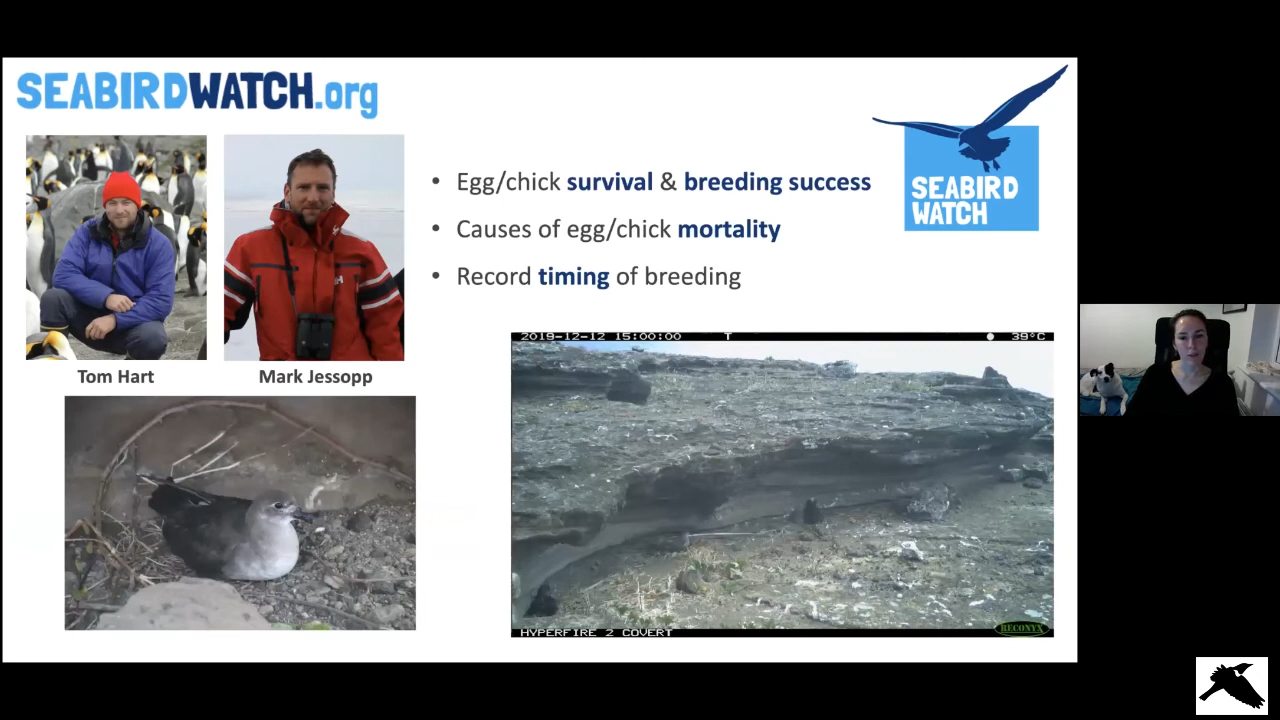 SEABIRDWATCH.org
SEABIRD
WATCH
• Egg/chick survival & breeding success
• Causes of egg/chick mortality
• Record timing of breeding
Tom Hart
Mark Jessopp
2019-12-12 15:00:00 T 39°C
HYPERFIRE 2 COVERT
RECONYX